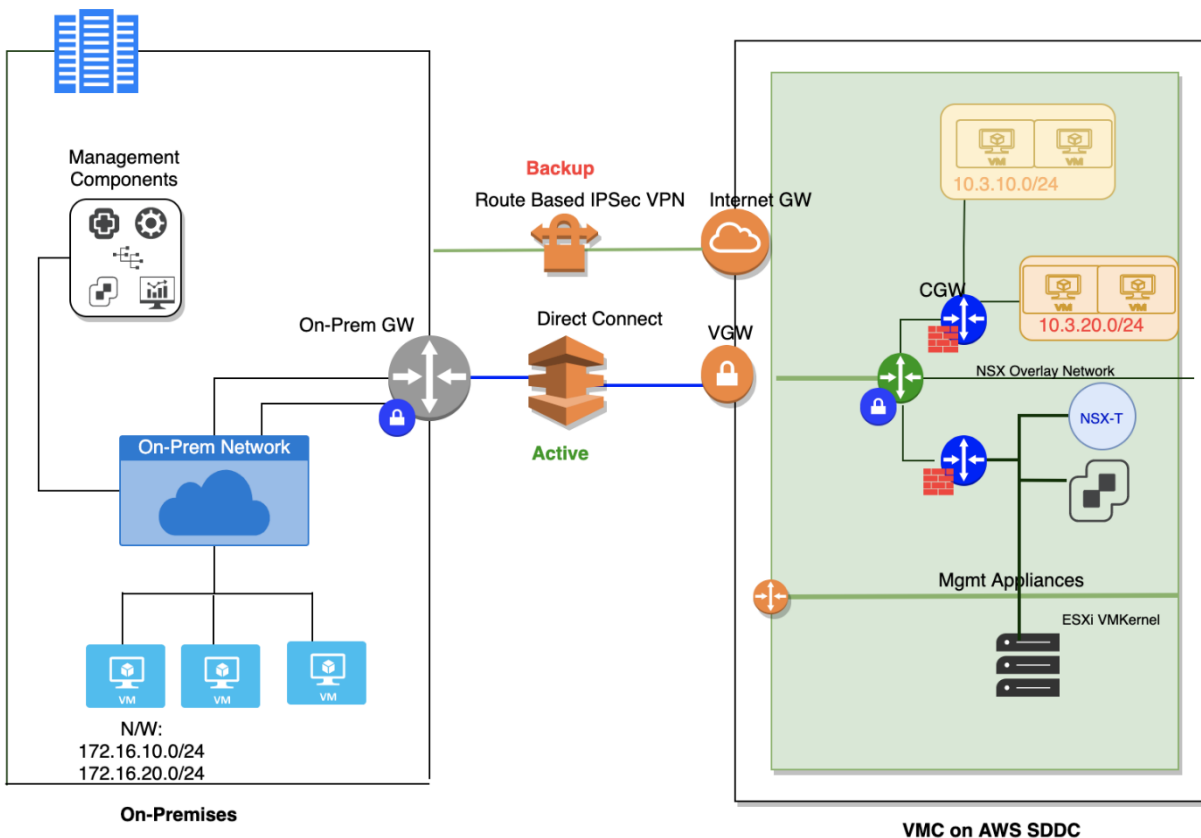 Management
Components
Backup
Route Based IPSec VPN
Internet GW
On-Prem GW
Direct Connect
VGW
Active
On-Prem Network
VM
VM
VM
N/W:
172.16.10.0/24
172.16.20.0/24
On-Premises
VM
VM
10.3.10.0/24
CGW
VM
VM
10.3.20.0/24
NSX Overlay Network
NSX-T
Mgmt Appliances
ESXi VMKernel
VMC on AWS SDDC